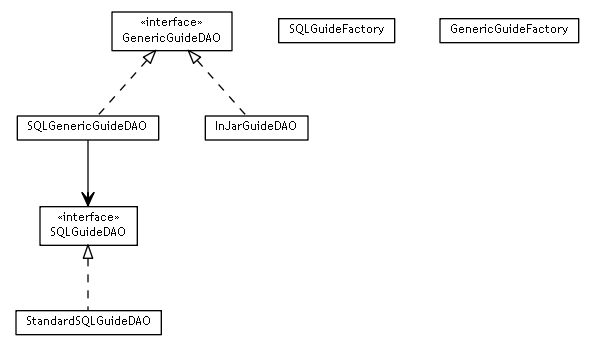 «interface»
GenericGuideDAO
SQLGuideFactory
GenericGuideFactory
SQLGenericGuideDAO
InJarGuideDAO
«interface»
SQLGuideDAO
StandardSQLGuideDAO